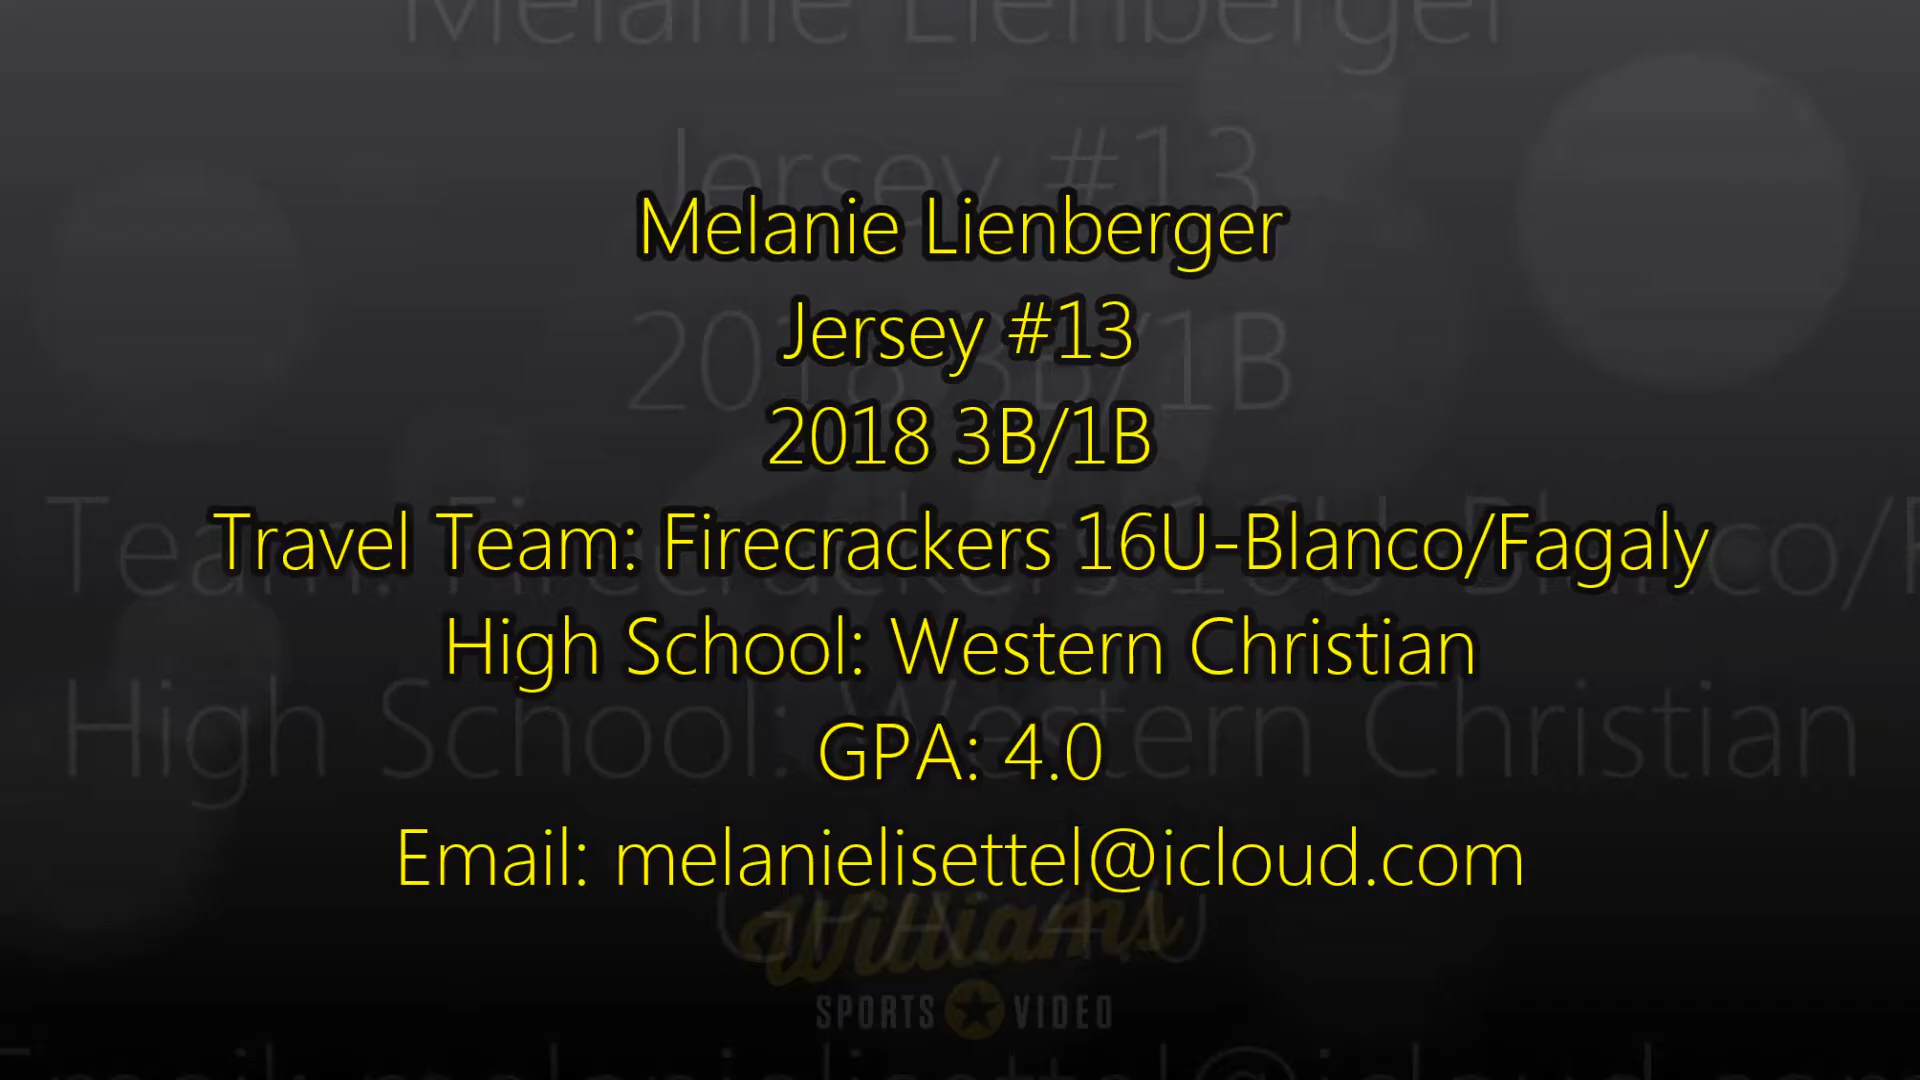 Melanie Lienberger
Jersey #13
2018 3B/1B
Travel Team: Firecrackers 16U-Blanco/Fagaly
High School: Western Christian
GPA: 4.0
Email: melanielisettel@icloud.com
Williams
SPORTS VIDEO